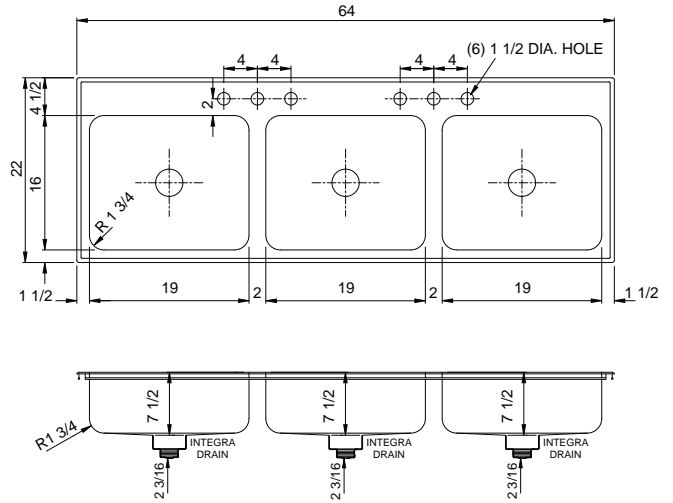 64
4 4
4 4
(6) 1 1/2 DIA. HOLE
4 1/2
2
22
16
R 1 3/4
1 1/2
19
2
19
2
19
1 1/2
7 1/2
7 1/2
7 1/2
R1 3/4
INTEGRA
DRAIN
INTEGRA
DRAIN
INTEGRA
DRAIN
2 3/16
2 3/16
2 3/16